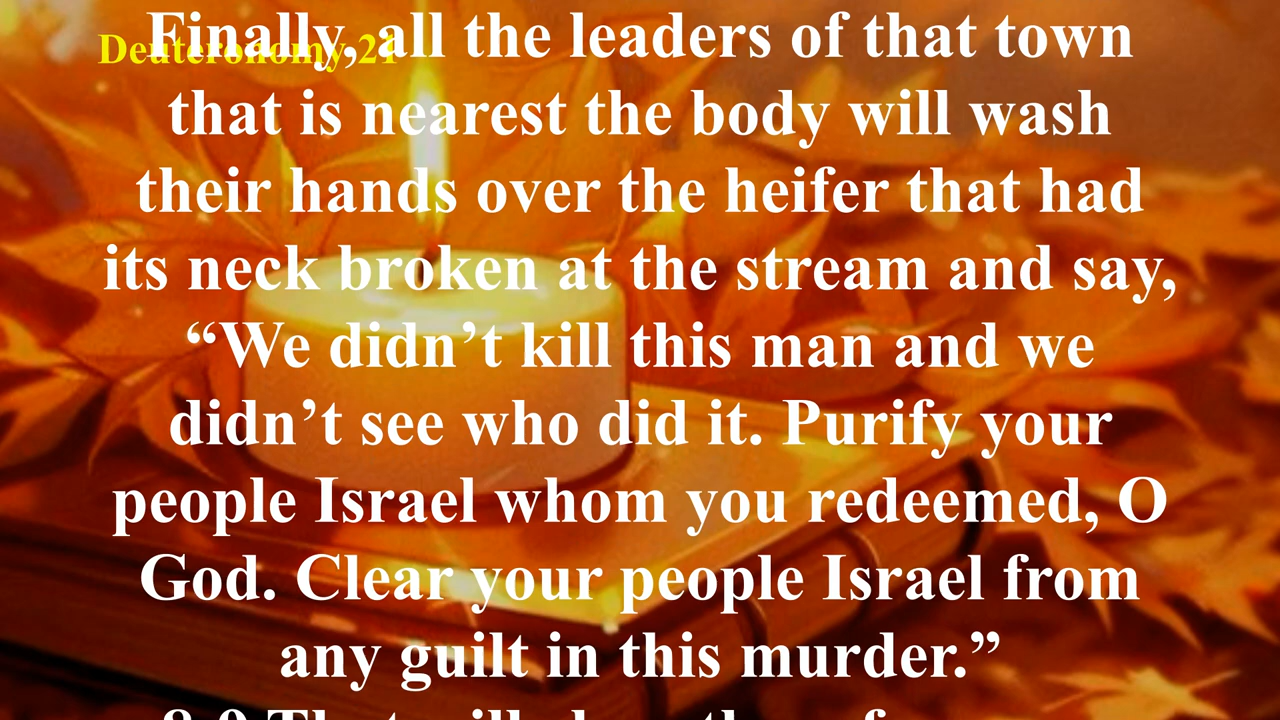 Deuteronomy 21
Finally, all the leaders of that town
that is nearest the body will wash
their hands over the heifer that had
its neck broken at the stream and say,
“We didn’t kill this man and we
didn’t see who did it. Purify your
people Israel whom you redeemed, O
God. Clear your people Israel from
any guilt in this murder.”